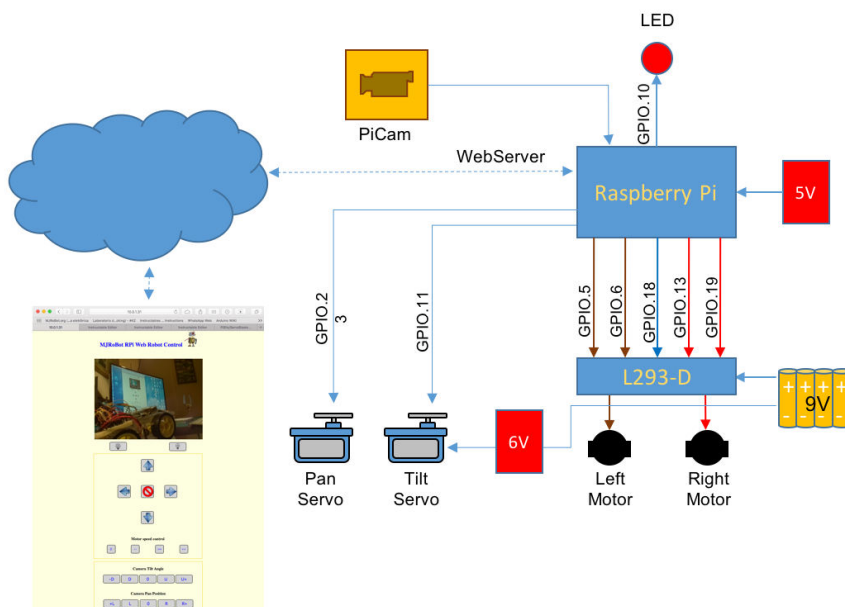 LED
GPIO.10
PiCam
WebServer
Raspberry Pi
5V
GPIO.2
3
GPIO.11
GPIO.5
GPIO.6
GPIO.18
GPIO.13
GPIO.19
L293-D
9V
+ + + +
- - - -
6V
Pan
Servo
Tilt
Servo
Left
Motor
Right
Motor
MJRoBot RPi Web Robot Control
Motor speed control
Camera Tilt Angle
Camera Pan Position